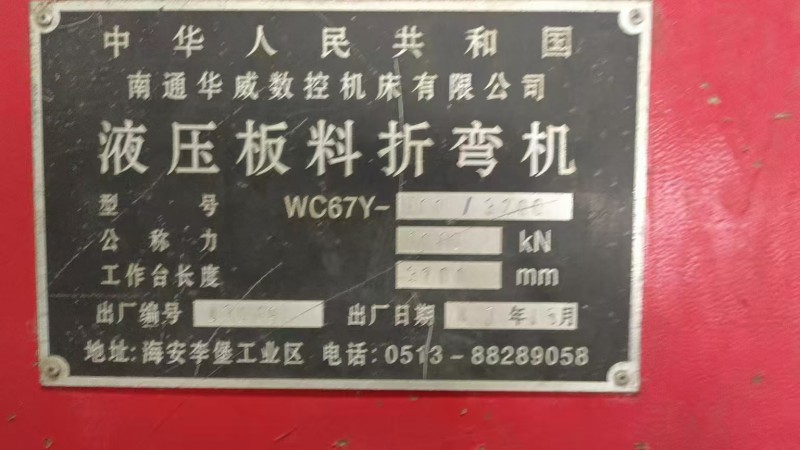 中华人民共和国
南通华威数控机床有限公司
液压板料折弯机
型号 WC67Y- /
公称力 kN
工作台长度 mm
出厂编号 出厂日期 年 月
地址:海安李堡工业区 电话:0513-88289058